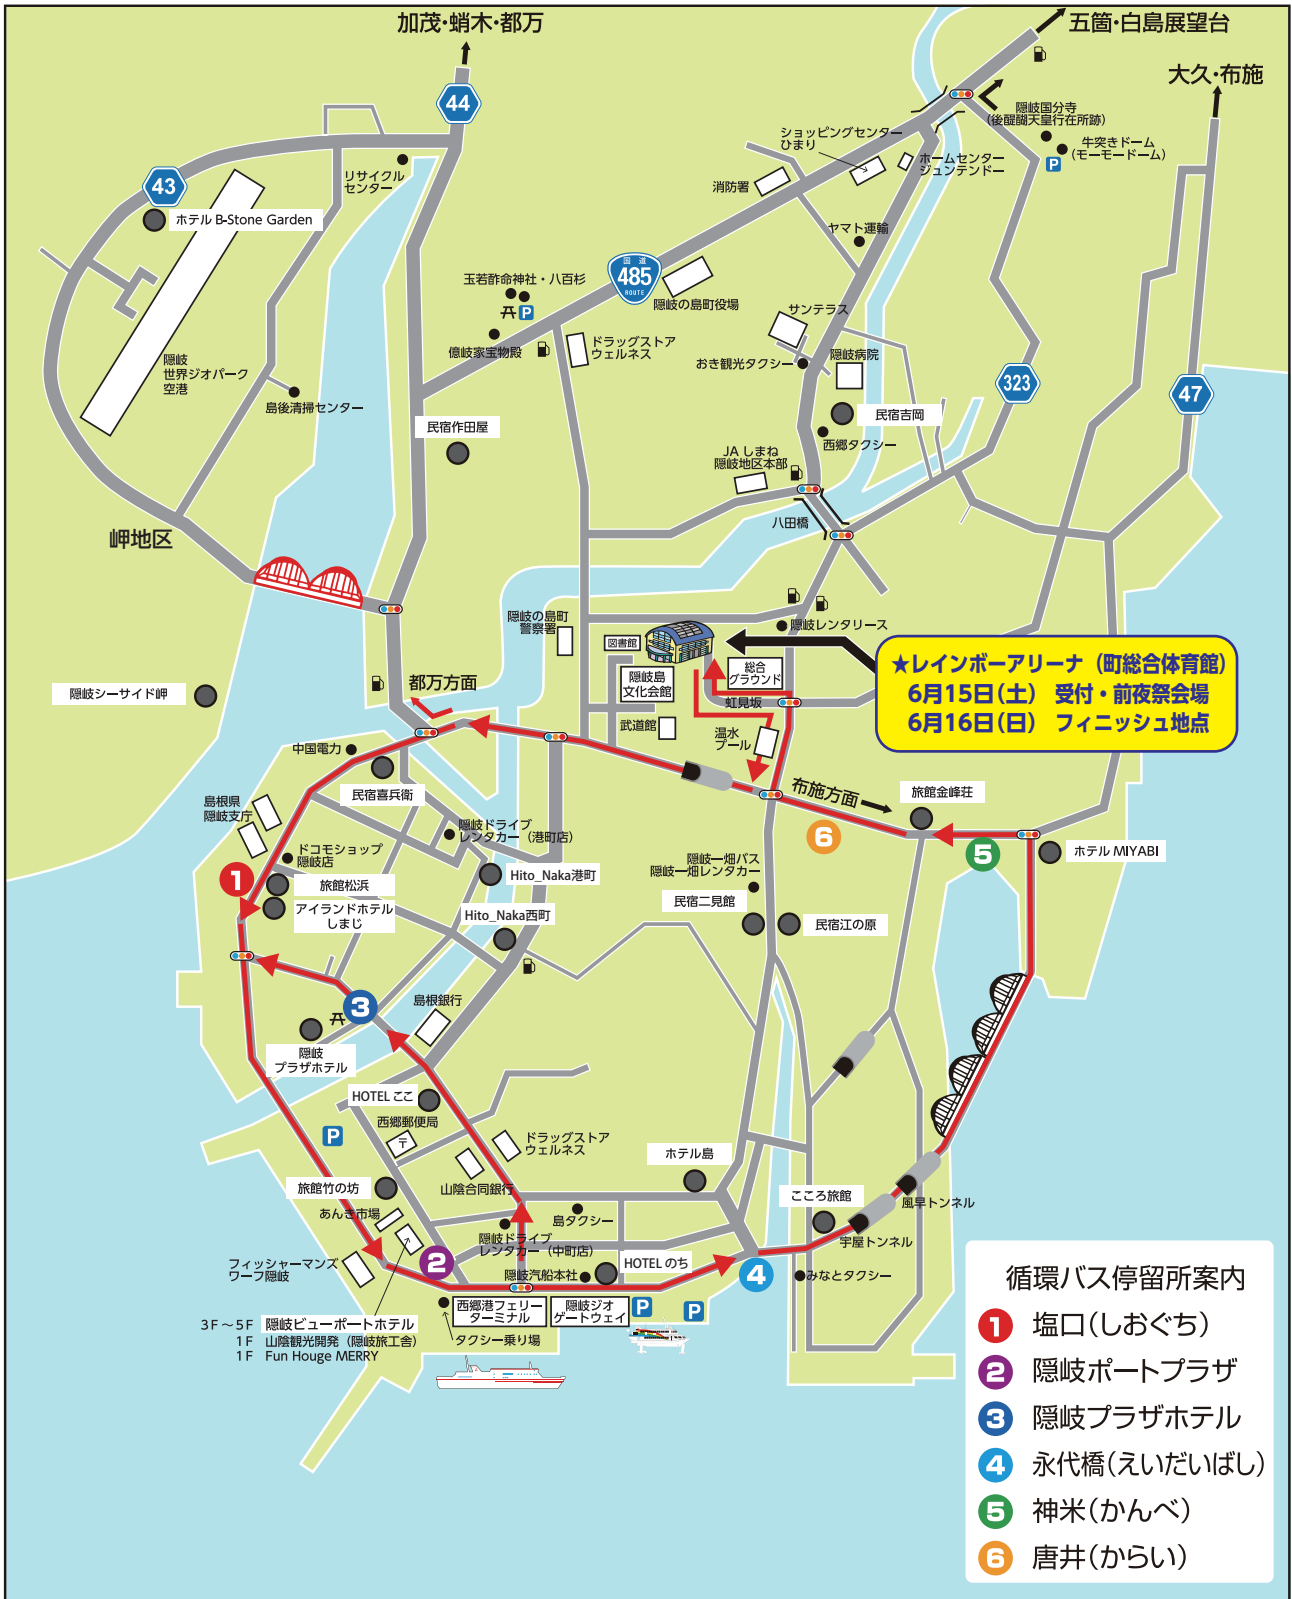 加茂・蛸木・都万
五箇・白島展望台
大久・布施
44
43
リサイクル
センター
ホテル B-Stone Garden
ショッピングセンター
ひまり
隠岐国分寺
(後醍醐天皇行在所跡)
牛突きドーム
(モーモードーム)
P
ホームセンター
ジュンテンドー
消防署
ヤマト運輸
玉若酢命神社・八百杉
P
国道
485
ROUTE
隠岐の島町役場
億岐家宝物殿
ドラッグストア
ウェルネス
サンテラス
おき観光タクシー
隠岐病院
323
47
隠岐
世界ジオパーク
空港
島後清掃センター
民宿作田屋
民宿吉岡
西郷タクシー
JA しまね
隠岐地区本部
八田橋
岬地区
隠岐の島町
警察署
図書館
隠岐レンタリース
総合
グラウンド
隠岐島
文化会館
虹見坂
武道館
温水
プール
★レインボーアリーナ（町総合体育館）
6月15日(土)　受付・前夜祭会場
6月16日(日)　フィニッシュ地点
隠岐シーサイド岬
都万方面
中国電力
民宿喜兵衛
島根県
隠岐支庁
隠岐ドライブ
レンタカー（港町店）
ドコモショップ
隠岐店
布施方面
旅館金峰荘
6
5
ホテル MIYABI
1
旅館松浜
アイランドホテル
しまじ
Hito_Naka港町
Hito_Naka西町
隠岐一畑バス
隠岐一畑レンタカー
民宿二見館
民宿江の原
3
島根銀行
隠岐
プラザホテル
HOTEL ここ
西郷郵便局
〒
P
ドラッグストア
ウェルネス
山陰合同銀行
旅館竹の坊
あんき市場
ホテル島
こころ旅館
風早トンネル
宇屋トンネル
島タクシー
隠岐ドライブ
レンタカー（中町店）
フィッシャーマンズ
ワーフ隠岐
2
隠岐汽船本社
HOTEL のち
4
みなとタクシー
西郷港フェリー
ターミナル
隠岐ジオ
ゲートウェイ
P
P
タクシー乗り場
3F～5F　隠岐ビューポートホテル
1F　山陰観光開発（隠岐旅工舎）
1F　Fun Houge MERRY
循環バス停留所案内
1 塩口(しおぐち)
2 隠岐ポートプラザ
3 隠岐プラザホテル
4 永代橋(えいだいばし)
5 神米(かんべ)
6 唐井(からい)